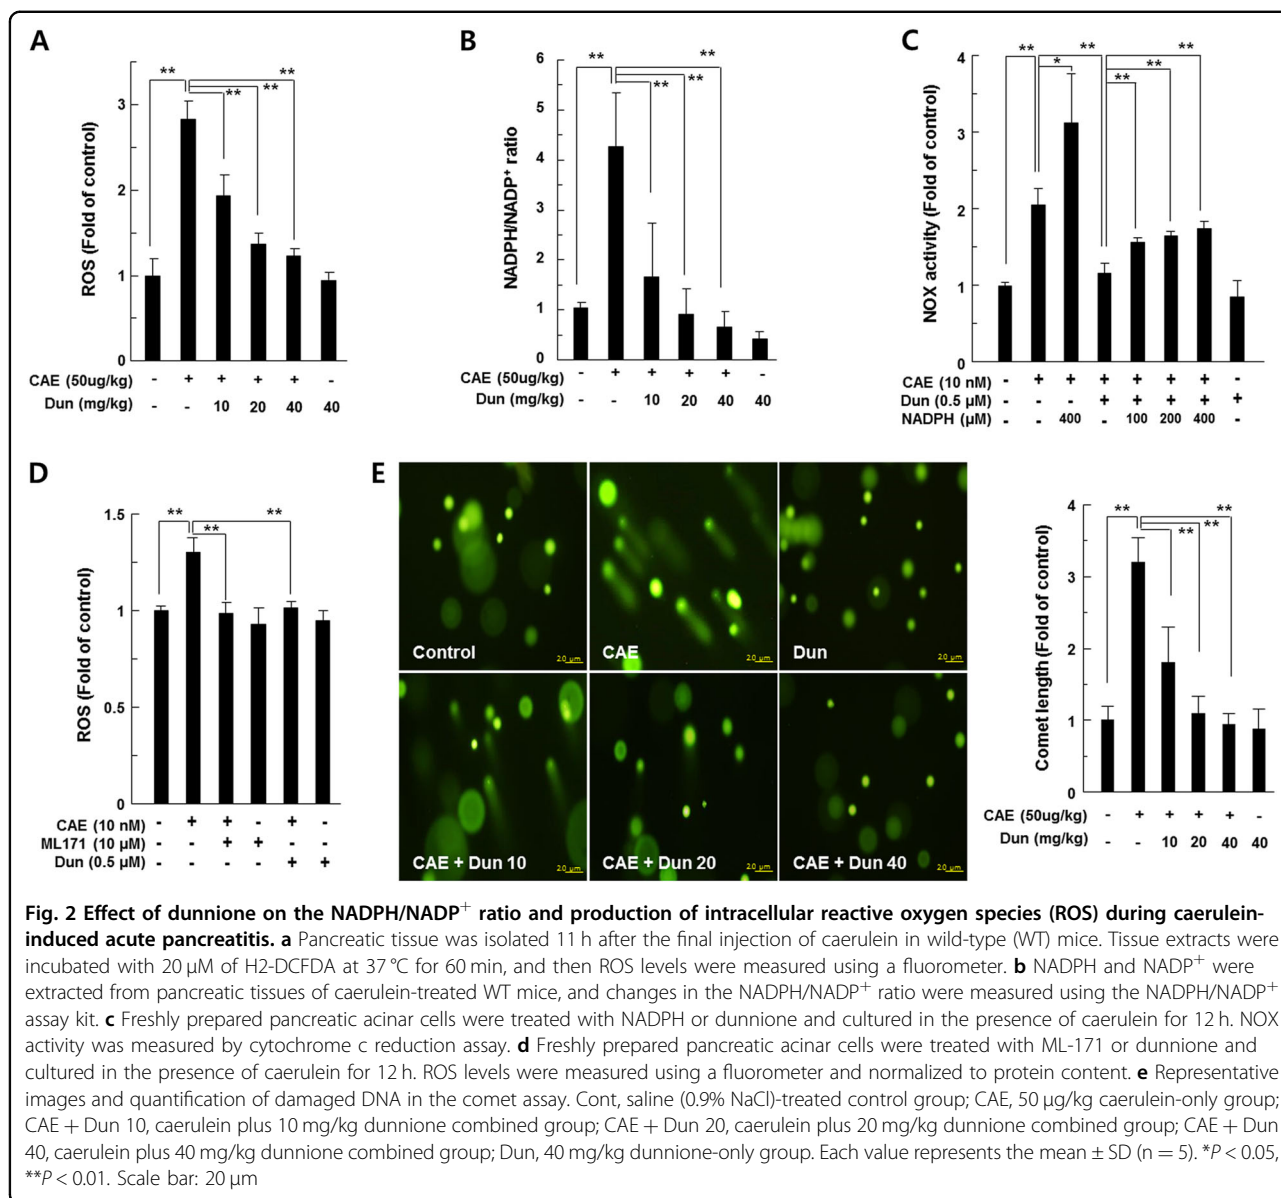 A
ROS (Fold of control)
3
2
1
0
**
**
**
**
CAE (50ug/kg) - + + + + -
Dun (mg/kg) - - 10 20 40 40
B
NADPH/NADP+ ratio
6
5
4
3
2
1
0
**
**
**
**
CAE (50ug/kg) - + + + + -
Dun (mg/kg) - - 10 20 40 40
C
NOX activity (Fold of control)
4
3
2
1
0
**
**
**
*
**
**
CAE (10 nM) - + + + + + + -
Dun (0.5 µM) - - - + + + + +
NADPH (µM) - - 400 - 100 200 400 -
D
ROS (Fold of control)
1.5
1
0.5
0
**
**
**
CAE (10 nM) - + + - + -
ML171 (10 µM) - - + + - -
Dun (0.5 µM) - - - - + +
E
Control
20 µm
CAE
20 µm
Dun
20 µm
CAE + Dun 10
20 µm
CAE + Dun 20
20 µm
CAE + Dun 40
20 µm
Comet length (Fold of control)
4
3
2
1
0
**
**
**
**
CAE (50ug/kg) - + + + + -
Dun (mg/kg) - - 10 20 40 40
Fig. 2 Effect of dunnione on the NADPH/NADP+ ratio and production of intracellular reactive oxygen species (ROS) during caerulein-
induced acute pancreatitis. a Pancreatic tissue was isolated 11 h after the final injection of caerulein in wild-type (WT) mice. Tissue extracts were
incubated with 20 µM of H2-DCFDA at 37 °C for 60 min, and then ROS levels were measured using a fluorometer. b NADPH and NADP+ were
extracted from pancreatic tissues of caerulein-treated WT mice, and changes in the NADPH/NADP+ ratio were measured using the NADPH/NADP+
assay kit. c Freshly prepared pancreatic acinar cells were treated with NADPH or dunnione and cultured in the presence of caerulein for 12 h. NOX
activity was measured by cytochrome c reduction assay. d Freshly prepared pancreatic acinar cells were treated with ML-171 or dunnione and
cultured in the presence of caerulein for 12 h. ROS levels were measured using a fluorometer and normalized to protein content. e Representative
images and quantification of damaged DNA in the comet assay. Cont, saline (0.9% NaCl)-treated control group; CAE, 50 µg/kg caerulein-only group;
CAE + Dun 10, caerulein plus 10 mg/kg dunnione combined group; CAE + Dun 20, caerulein plus 20 mg/kg dunnione combined group; CAE + Dun
40, caerulein plus 40 mg/kg dunnione combined group; Dun, 40 mg/kg dunnione-only group. Each value represents the mean ± SD (n = 5). *P < 0.05,
**P < 0.01. Scale bar: 20 µm